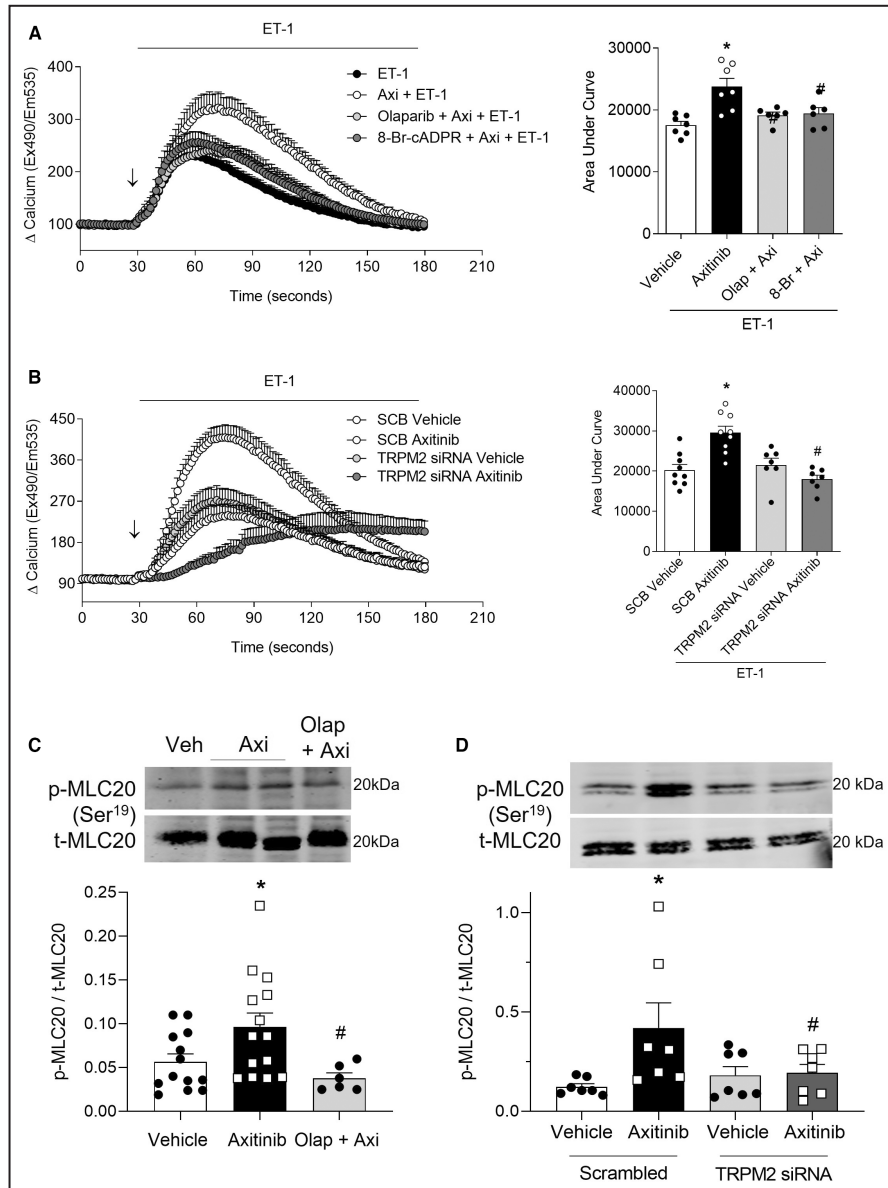 A
ET-1
Δ Calcium (Ex490/Em535)
400
300
200
100
0
30
60
90
120
150
180
210
Time (seconds)
ET-1
Axi + ET-1
Olaparib + Axi + ET-1
8-Br-cADPR + Axi + ET-1
Area Under Curve
30000
20000
10000
0
*
#
#
Vehicle
Axitinib
Olap + Axi
8-Br + Axi
ET-1
B
ET-1
Δ Calcium (Ex490/Em535)
450
360
270
180
90
0
30
60
90
120
150
180
210
Time (seconds)
SCB Vehicle
SCB Axitinib
TRPM2 siRNA Vehicle
TRPM2 siRNA Axitinib
Area Under Curve
40000
30000
20000
10000
0
*
#
SCB Vehicle
SCB Axitinib
TRPM2 siRNA Vehicle
TRPM2 siRNA Axitinib
ET-1
C
Veh
Axi
Olap
+ Axi
p-MLC20
(Ser19)
t-MLC20
20kDa
20kDa
p-MLC20 / t-MLC20
0.25
0.20
0.15
0.10
0.05
0.00
*
#
Vehicle
Axitinib
Olap + Axi
D
p-MLC20
(Ser19)
t-MLC20
20 kDa
20 kDa
p-MLC20 / t-MLC20
1.0
0.5
0.0
*
#
Vehicle
Axitinib
Vehicle
Axitinib
Scrambled
TRPM2 siRNA